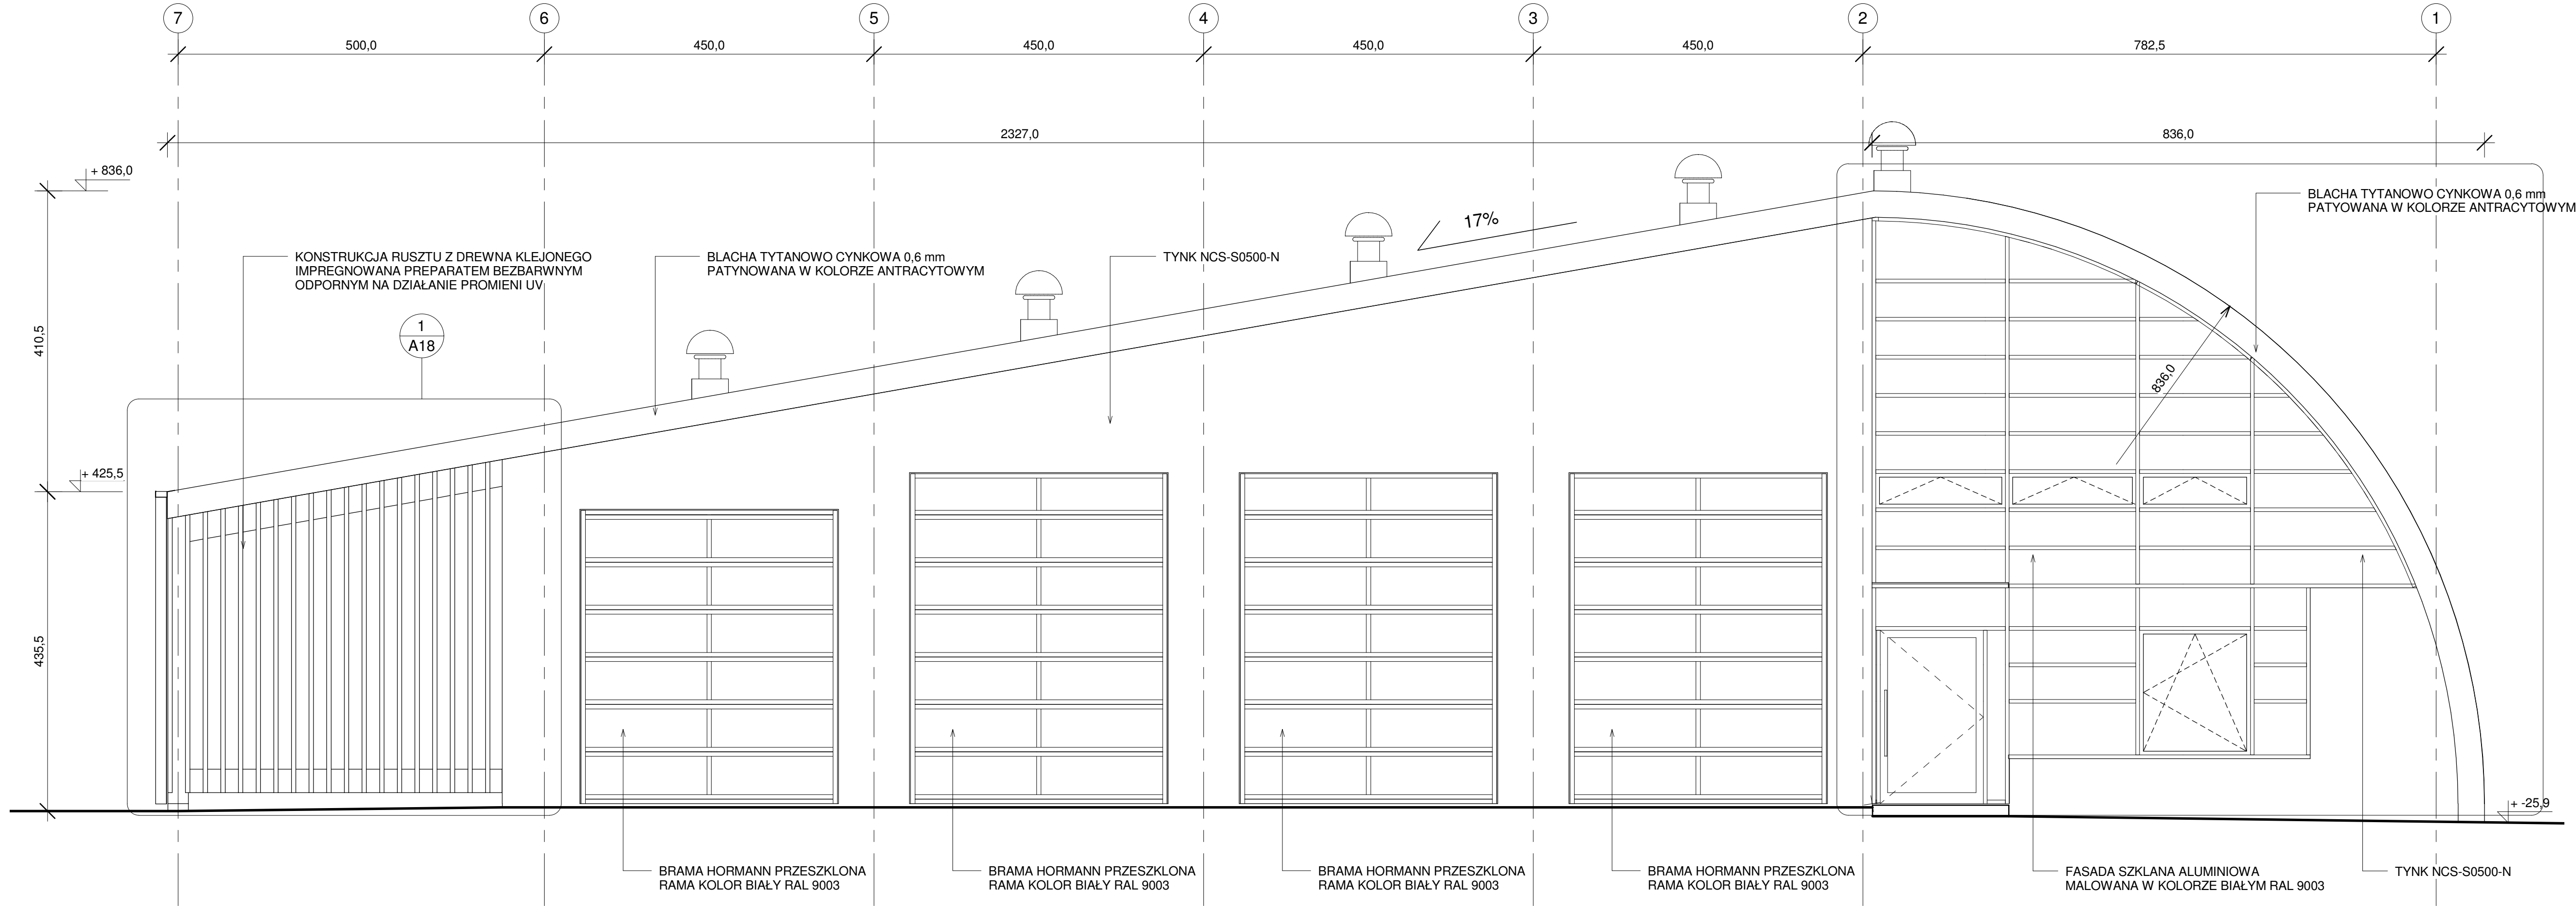 7
6
5
4
3
2
1
500,0
450,0
450,0
450,0
450,0
782,5
2327,0
836,0
+ 836,0
17%
BLACHA TYTANOWO CYNKOWA 0,6 mm
PATYOWANA W KOLORZE ANTRACYTOWYM
KONSTRUKCJA RUSZTU Z DREWNA KLEJONEGO
IMPREGNOWANA PREPARATEM BEZBARWNYM
ODPORNYM NA DZIAŁANIE PROMIENI UV
BLACHA TYTANOWO CYNKOWA 0,6 mm
PATYNOWANA W KOLORZE ANTRACYTOWYM
TYNK NCS-S0500-N
1
A18
410,5
836,0
+ 425,5
435,5
+ -25,9
BRAMA HORMANN PRZESZKLONA
RAMA KOLOR BIAŁY RAL 9003
BRAMA HORMANN PRZESZKLONA
RAMA KOLOR BIAŁY RAL 9003
BRAMA HORMANN PRZESZKLONA
RAMA KOLOR BIAŁY RAL 9003
BRAMA HORMANN PRZESZKLONA
RAMA KOLOR BIAŁY RAL 9003
FASADA SZKLANA ALUMINIOWA
MALOWANA W KOLORZE BIAŁYM RAL 9003
TYNK NCS-S0500-N